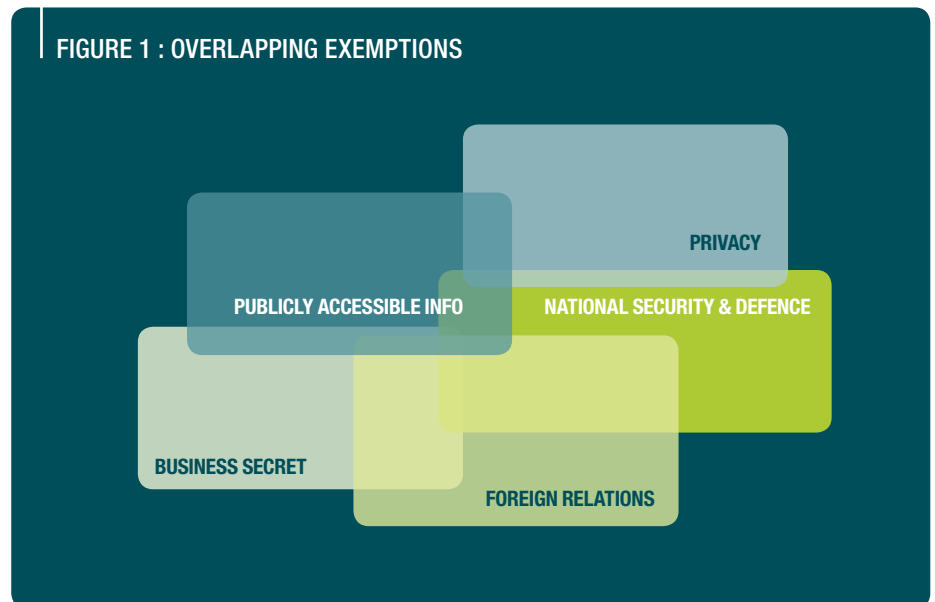 FIGURE 1 : OVERLAPPING EXEMPTIONS
PRIVACY
PUBLICLY ACCESSIBLE INFO
NATIONAL SECURITY & DEFENCE
BUSINESS SECRET
FOREIGN RELATIONS